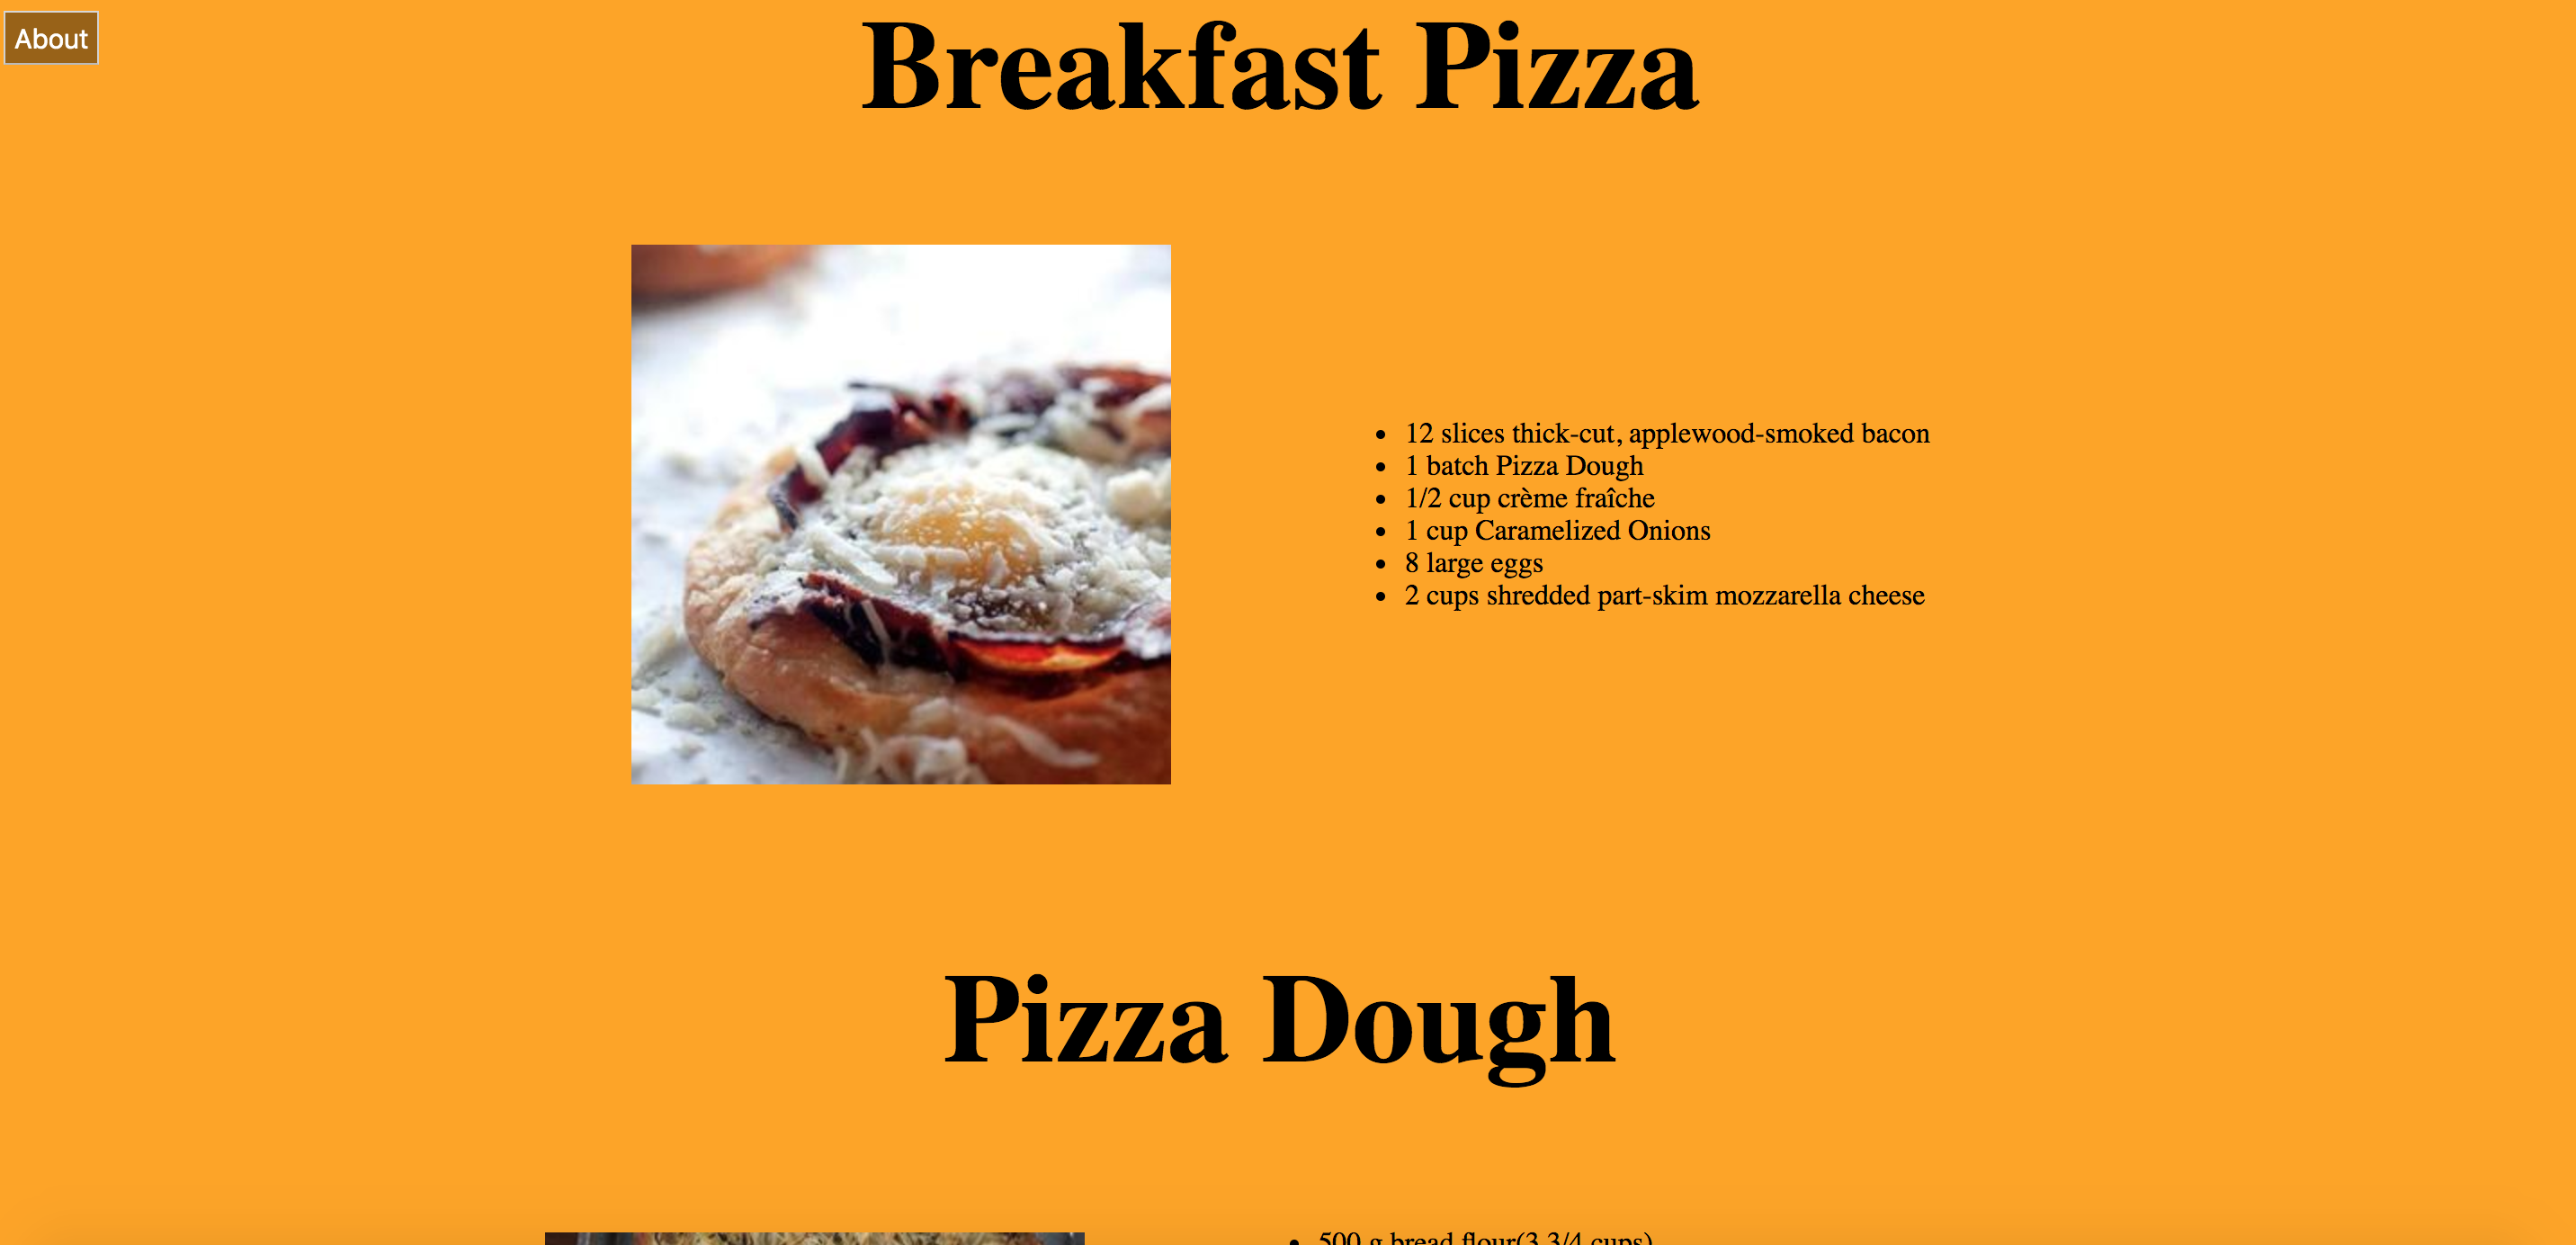 About
Breakfast Pizza
12 slices thick-cut, applewood-smoked bacon
1 batch Pizza Dough
1/2 cup crème fraîche
1 cup Caramelized Onions
8 large eggs
2 cups shredded part-skim mozzarella cheese
Pizza Dough
500 g bread flour(3 3/4 cups)